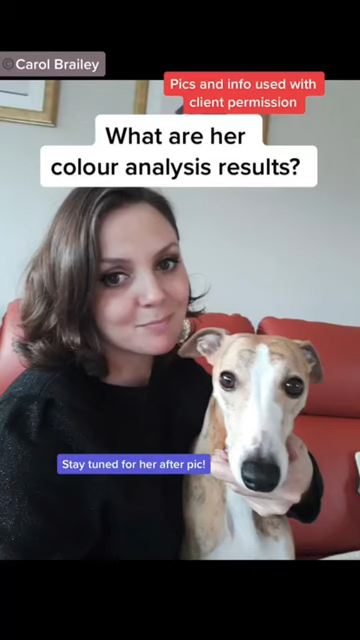 © Carol Brailey
Pics and info used with
client permission
What are her
colour analysis results?
Stay tuned for her after pic!